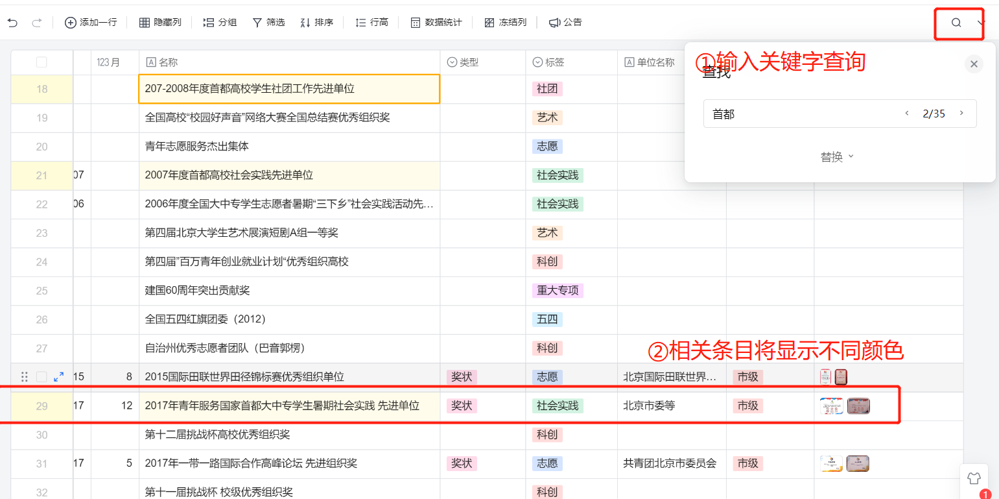 添加一行 隐藏列 分组 筛选 排序 行高 数据统计 冻结列 公告
123 月 A 名称 类型 标签 A 单位名称
①输入关键字查询
查找
首都 2/35
替换
18 207-2008年度首都高校学生社团工作先进单位 社团
19 全国高校“校园好声音”网络大赛全国总结赛优秀组织奖 艺术
20 青年志愿服务杰出集体 志愿
21 07 2007年度首都高校社会实践先进单位 社会实践
22 06 2006年度全国大中专学生志愿者暑期“三下乡”社会实践活动先… 社会实践
23 第四届北京大学生艺术展演短剧A组一等奖 艺术
24 第四届”百万青年创业就业计划“优秀组织高校 科创
25 建国60周年突出贡献奖 重大专项
26 全国五四红旗团委（2012） 五四
27 自治州优秀志愿者团队（巴音郭楞） 科创
②相关条目将显示不同颜色
15 8 2015国际田联世界田径锦标赛优秀组织单位 奖状 志愿 北京国际田联世界… 市级
29 17 12 2017年青年服务国家首都大中专学生暑期社会实践 先进单位 奖状 社会实践 北京市委等 市级
30 第十二届挑战杯高校优秀组织奖 科创
31 17 5 2017年一带一路国际合作高峰论坛 先进组织奖 奖状 志愿 共青团北京市委员会 市级
32 第十一届挑战杯 校级优秀组织奖 科创
1